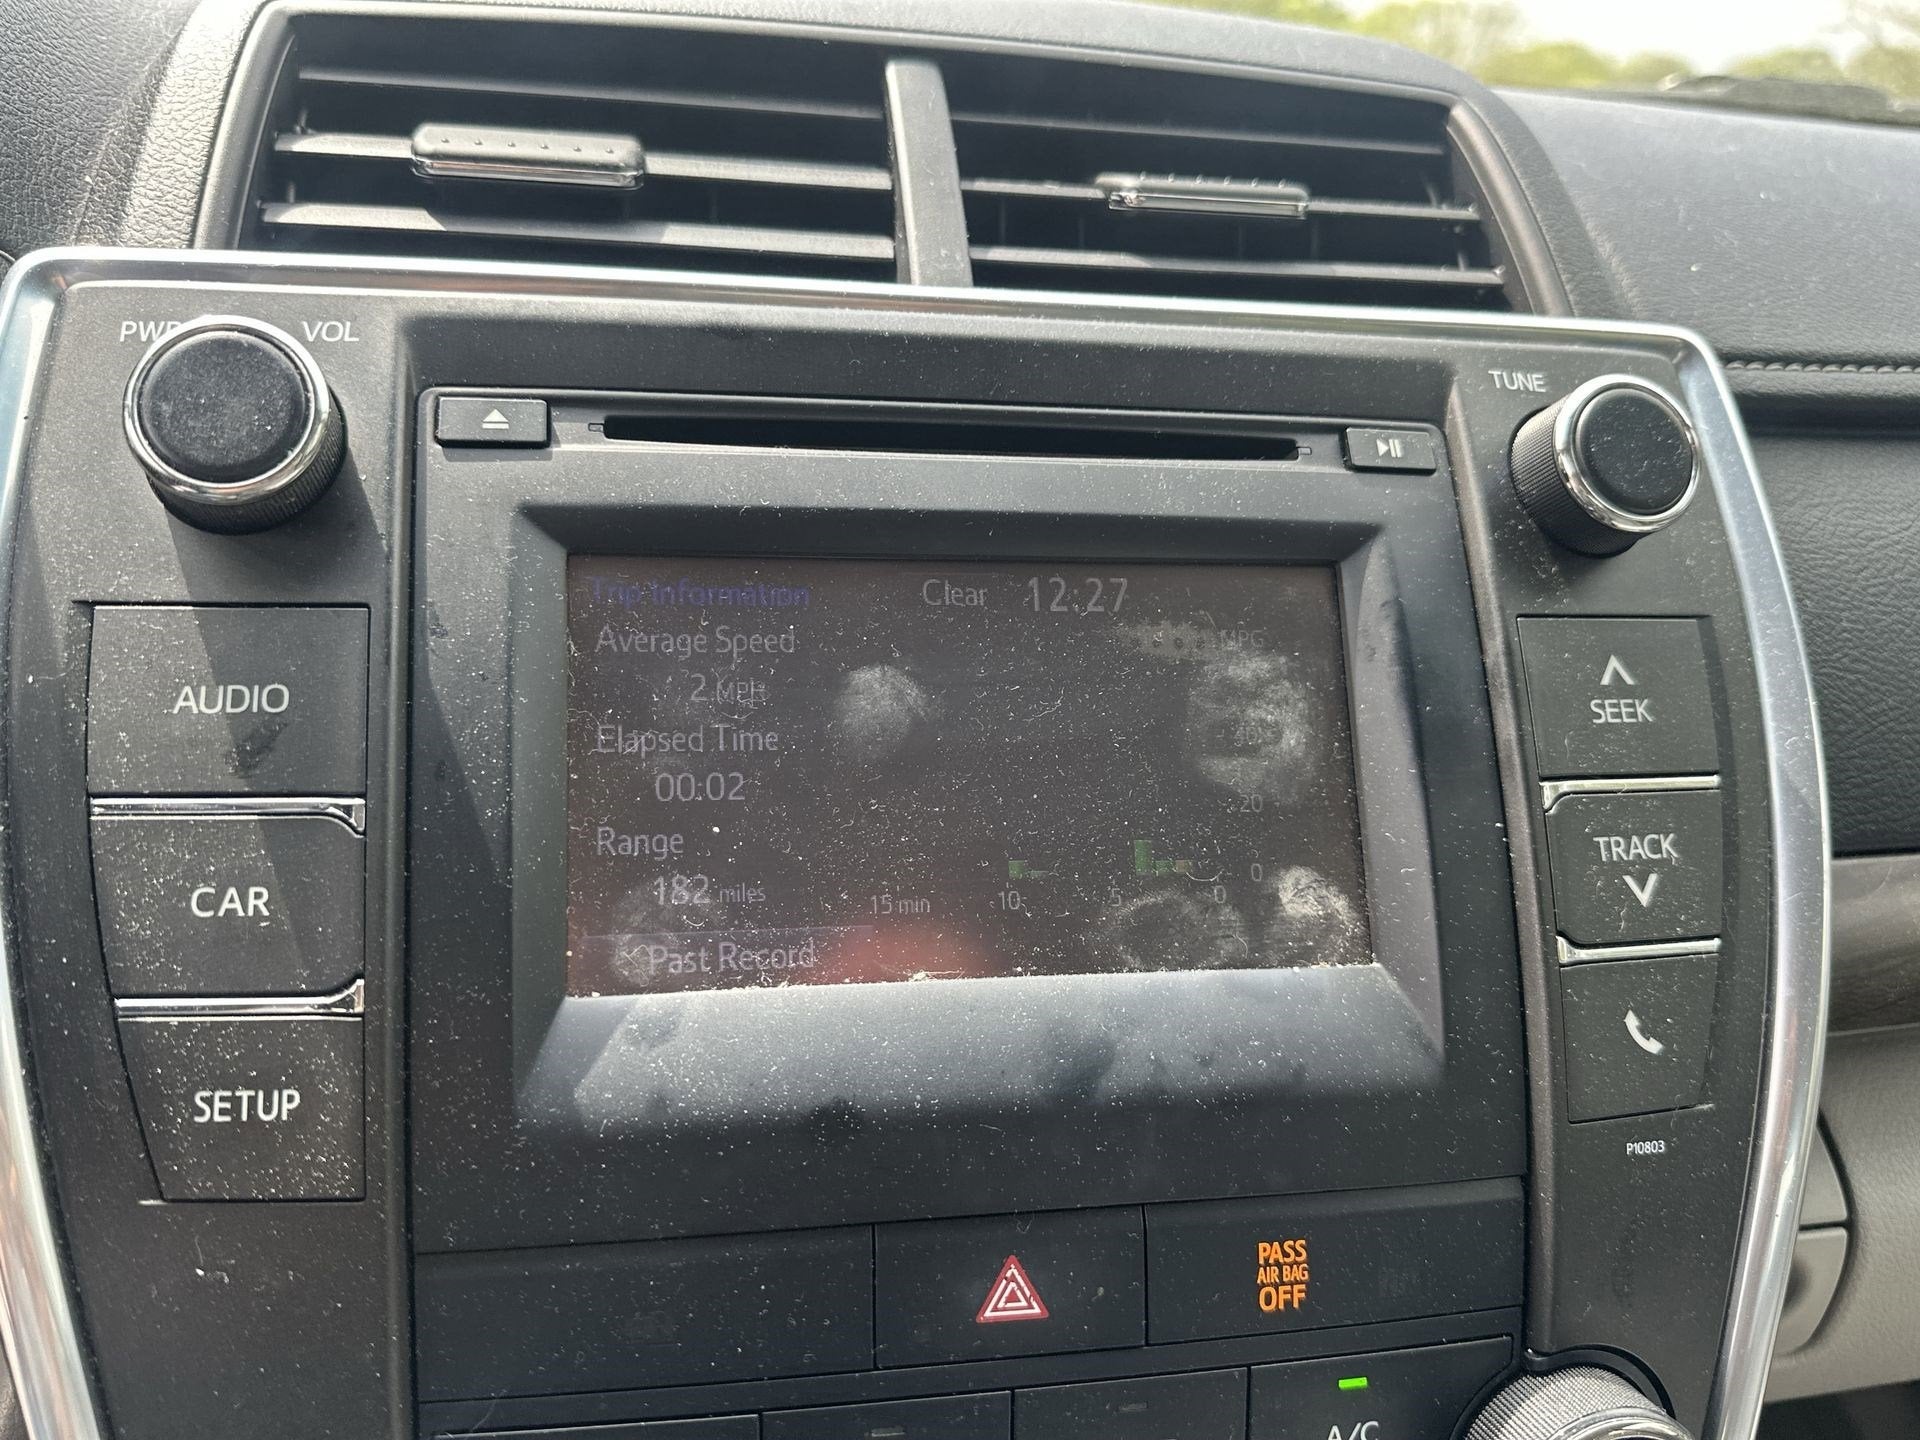 PWR VOL
TUNE
Trip Information Clear 12:27
Average Speed
MPG
2 MPH
Elapsed Time
00:02
20
Range
0
182 miles
15 min 10 5 0
Past Record
AUDIO
CAR
SETUP
SEEK
TRACK
P10803
PASS
AIR BAG
OFF
A/C